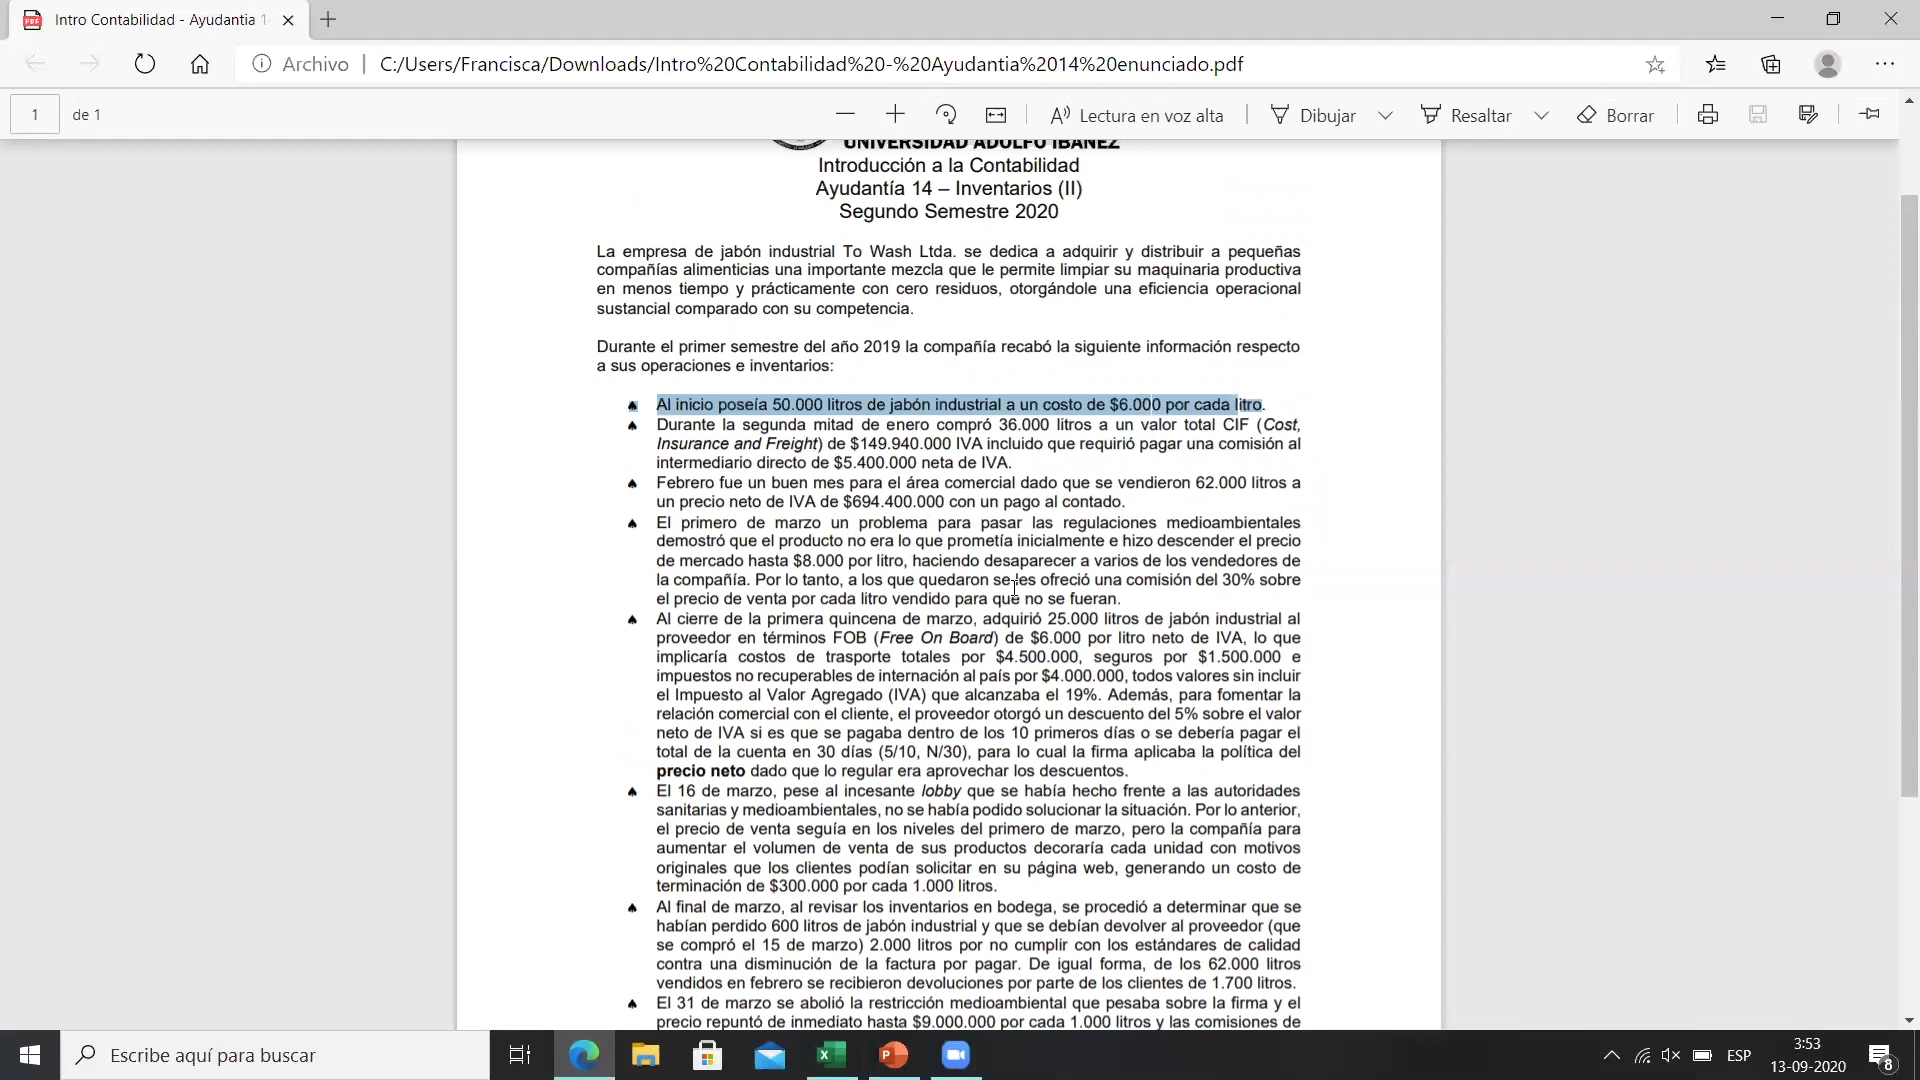 Intro Contabilidad - Ayudantia 1
1 de 1
Archivo | C:/Users/Francisca/Downloads/Intro%20Contabilidad%20-%20Ayudantia%2014%20enunciado.pdf
Lectura en voz alta
Dibujar
Resaltar
Borrar
UNIVERSIDAD ADOLFO IBAÑEZ
Introducción a la Contabilidad
Ayudantía 14 – Inventarios (II)
Segundo Semestre 2020
La empresa de jabón industrial To Wash Ltda. se dedica a adquirir y distribuir a pequeñas
compañías alimenticias una importante mezcla que le permite limpiar su maquinaria productiva
en menos tiempo y prácticamente con cero residuos, otorgándole una eficiencia operacional
sustancial comparado con su competencia.
Durante el primer semestre del año 2019 la compañía recabó la siguiente información respecto
a sus operaciones e inventarios:
♠ Al inicio poseía 50.000 litros de jabón industrial a un costo de $6.000 por cada litro.
♠ Durante la segunda mitad de enero compró 36.000 litros a un valor total CIF (Cost,
Insurance and Freight) de $149.940.000 IVA incluido que requirió pagar una comisión al
intermediario directo de $5.400.000 neta de IVA.
♠ Febrero fue un buen mes para el área comercial dado que se vendieron 62.000 litros a
un precio neto de IVA de $694.400.000 con un pago al contado.
♠ El primero de marzo un problema para pasar las regulaciones medioambientales
demostró que el producto no era lo que prometía inicialmente e hizo descender el precio
de mercado hasta $8.000 por litro, haciendo desaparecer a varios de los vendedores de
la compañía. Por lo tanto, a los que quedaron se les ofreció una comisión del 30% sobre
el precio de venta por cada litro vendido para que no se fueran.
♠ Al cierre de la primera quincena de marzo, adquirió 25.000 litros de jabón industrial al
proveedor en términos FOB (Free On Board) de $6.000 por litro neto de IVA, lo que
implicaría costos de trasporte totales por $4.500.000, seguros por $1.500.000 e
impuestos no recuperables de internación al país por $4.000.000, todos valores sin incluir
el Impuesto al Valor Agregado (IVA) que alcanzaba el 19%. Además, para fomentar la
relación comercial con el cliente, el proveedor otorgó un descuento del 5% sobre el valor
neto de IVA si es que se pagaba dentro de los 10 primeros días o se debería pagar el
total de la cuenta en 30 días (5/10, N/30), para lo cual la firma aplicaba la política del
precio neto dado que lo regular era aprovechar los descuentos.
♠ El 16 de marzo, pese al incesante lobby que se había hecho frente a las autoridades
sanitarias y medioambientales, no se había podido solucionar la situación. Por lo anterior,
el precio de venta seguía en los niveles del primero de marzo, pero la compañía para
aumentar el volumen de venta de sus productos decoraría cada unidad con motivos
originales que los clientes podían solicitar en su página web, generando un costo de
terminación de $300.000 por cada 1.000 litros.
♠ Al final de marzo, al revisar los inventarios en bodega, se procedió a determinar que se
habían perdido 600 litros de jabón industrial y que se debían devolver al proveedor (que
se compró el 15 de marzo) 2.000 litros por no cumplir con los estándares de calidad
contra una disminución de la factura por pagar. De igual forma, de los 62.000 litros
vendidos en febrero se recibieron devoluciones por parte de los clientes de 1.700 litros.
♠ El 31 de marzo se abolió la restricción medioambiental que pesaba sobre la firma y el
precio repuntó de inmediato hasta $9.000.000 por cada 1.000 litros y las comisiones de
Escribe aquí para buscar
ESP
3:53
13-09-2020
8